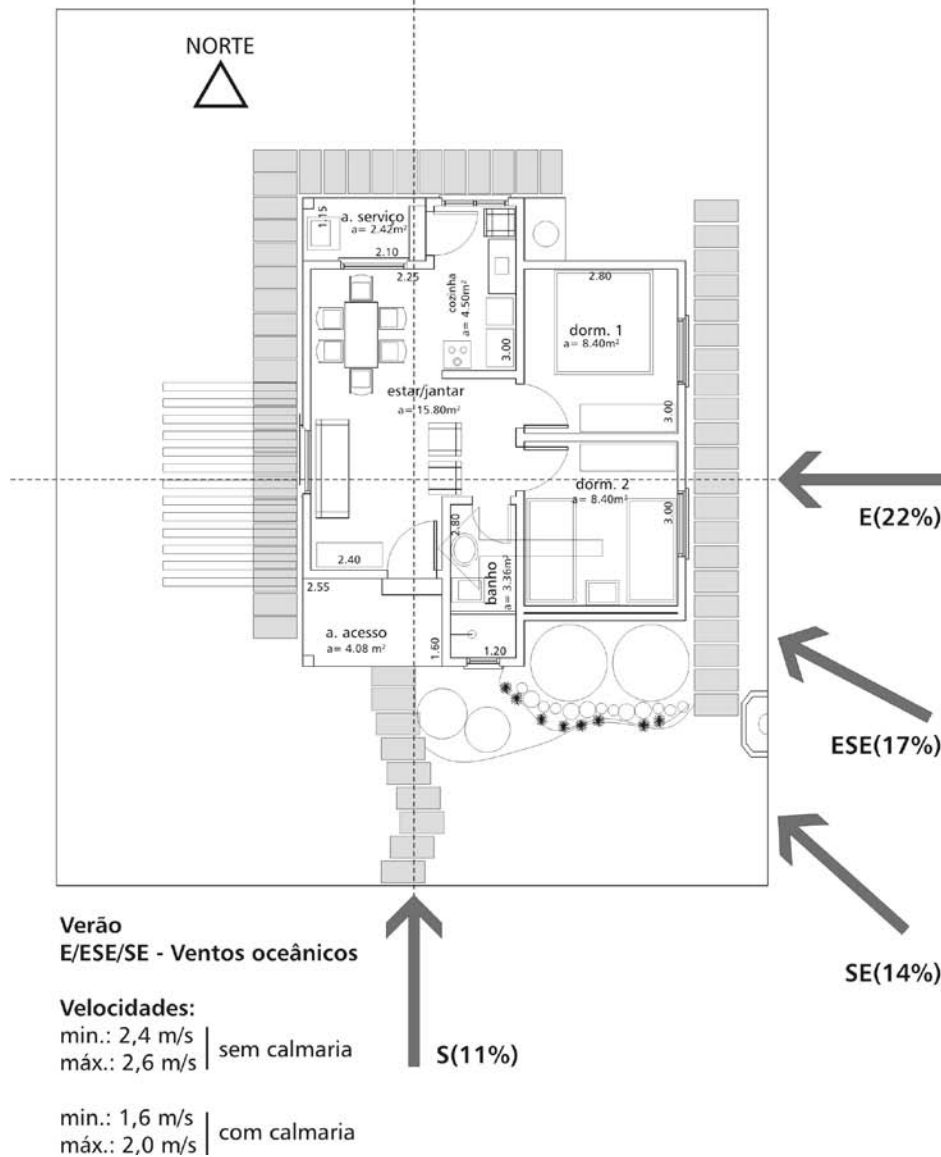 NORTE
1.15
a. serviço
a= 2.42m²
2.10
2.25
cozinha
a= 4.50m²
3.00
2.80
dorm. 1
a= 8.40m²
3.00
estar/jantar
a= 15.80m²
dorm. 2
a= 8.40m²
3.00
2.80
banho
a= 3.36m²
2.40
2.55
a. acesso
a= 4.08 m²
1.60
1.20
E(22%)
ESE(17%)
SE(14%)
S(11%)
Verão
E/ESE/SE - Ventos oceânicos
Velocidades:
min.: 2,4 m/s
máx.: 2,6 m/s
sem calmaria
min.: 1,6 m/s
máx.: 2,0 m/s
com calmaria